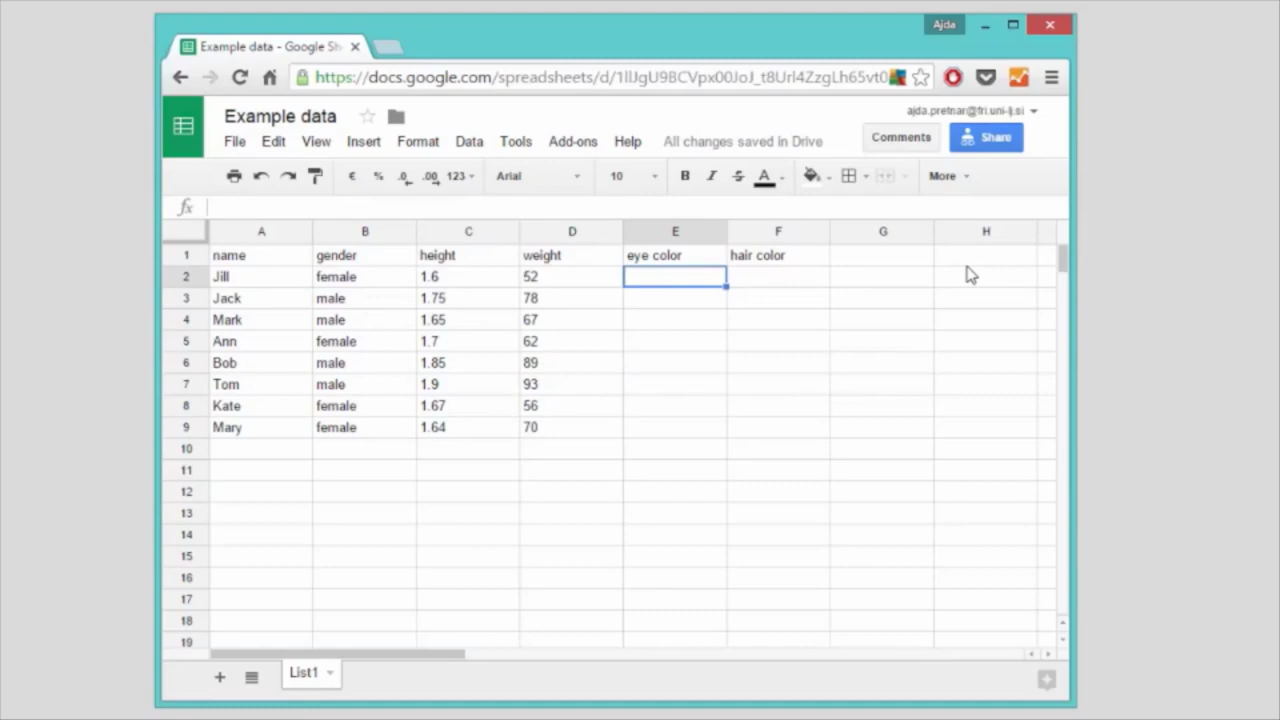 Ajda
Example data - Google Sh
https://docs.google.com/spreadsheets/d/
Example data
ajda.pretnar@fri.uni-lj.si
File Edit View Insert Format Data Tools Add-ons Help All changes saved in Drive
Comments Share
€ % .0 .00 123 Arial 10 B I S A More
fx
A B C D E F G H
1 name gender height weight eye color hair color
2 Jill female 1.6 52
3 Jack male 1.75 78
4 Mark male 1.65 67
5 Ann female 1.7 62
6 Bob male 1.85 89
7 Tom male 1.9 93
8 Kate female 1.67 56
9 Mary female 1.64 70
10
11
12
13
14
15
16
17
18
19
List1